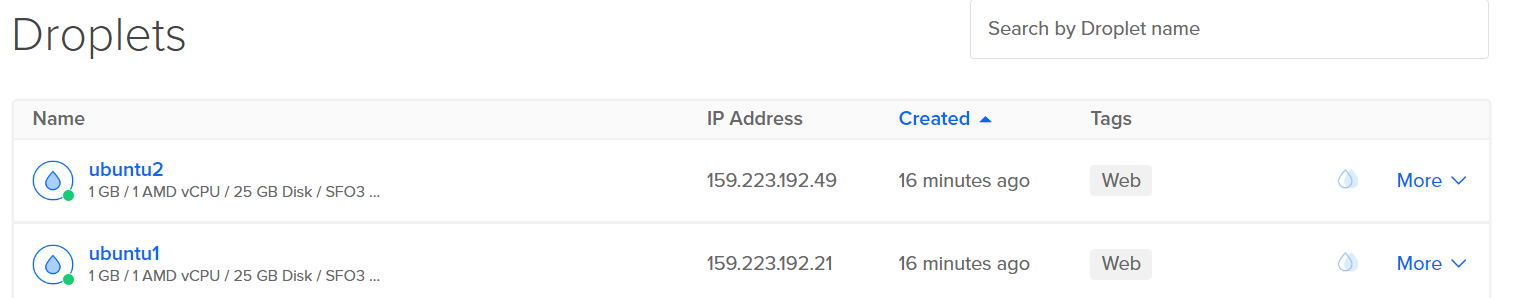 Droplets
Search by Droplet name
Name IP Address Created Tags
ubuntu2
1 GB / 1 AMD vCPU / 25 GB Disk / SFO3 ...
159.223.192.49 16 minutes ago Web More
ubuntu1
1 GB / 1 AMD vCPU / 25 GB Disk / SFO3 ...
159.223.192.21 16 minutes ago Web More